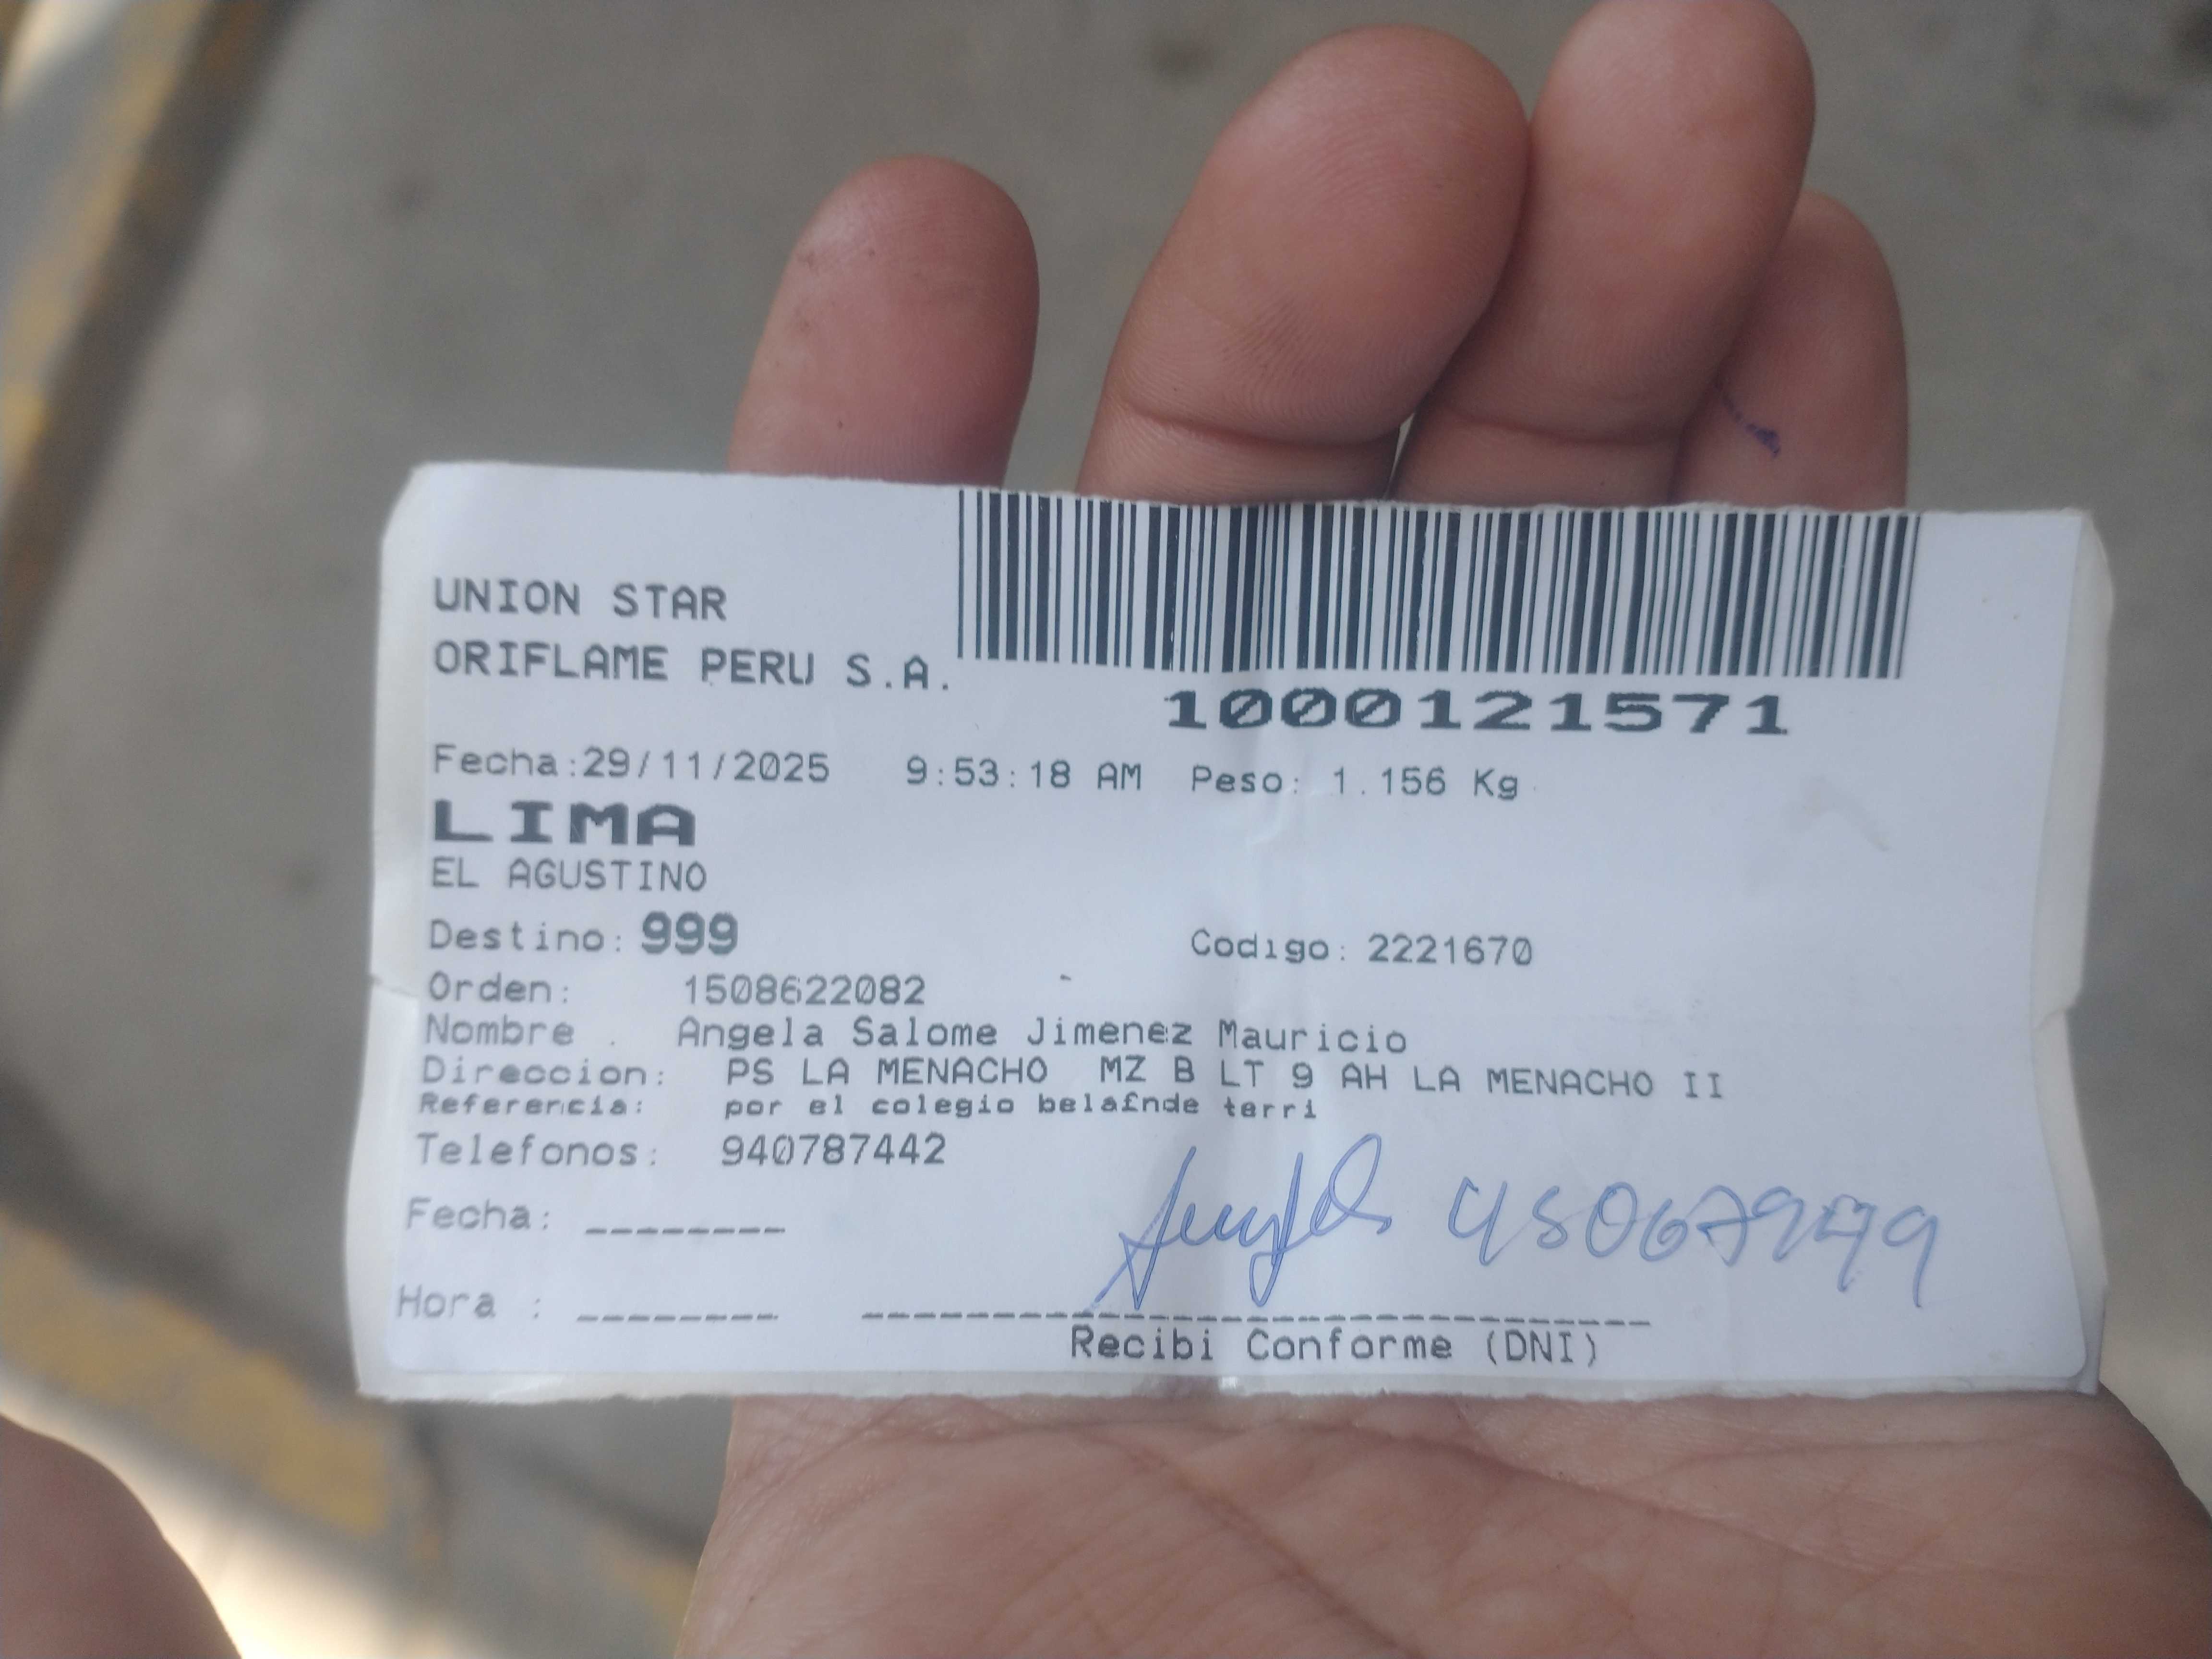 UNION STAR
ORIFLAME PERU S.A.
1000121571
Fecha:29/11/2025 9:53:18 AM Peso: 1.156 Kg
LIMA
EL AGUSTINO
Destino: 999 Codigo: 2221670
Orden: 1508622082
Nombre : Angela Salome Jimenez Mauricio
Direccion: PS LA MENACHO MZ B LT 9 AH LA MENACHO II
Referencia: por el colegio bela£nde terri
Telefonos: 940787442
Fecha: --------
Hora : --------
Recibi Conforme (DNI)